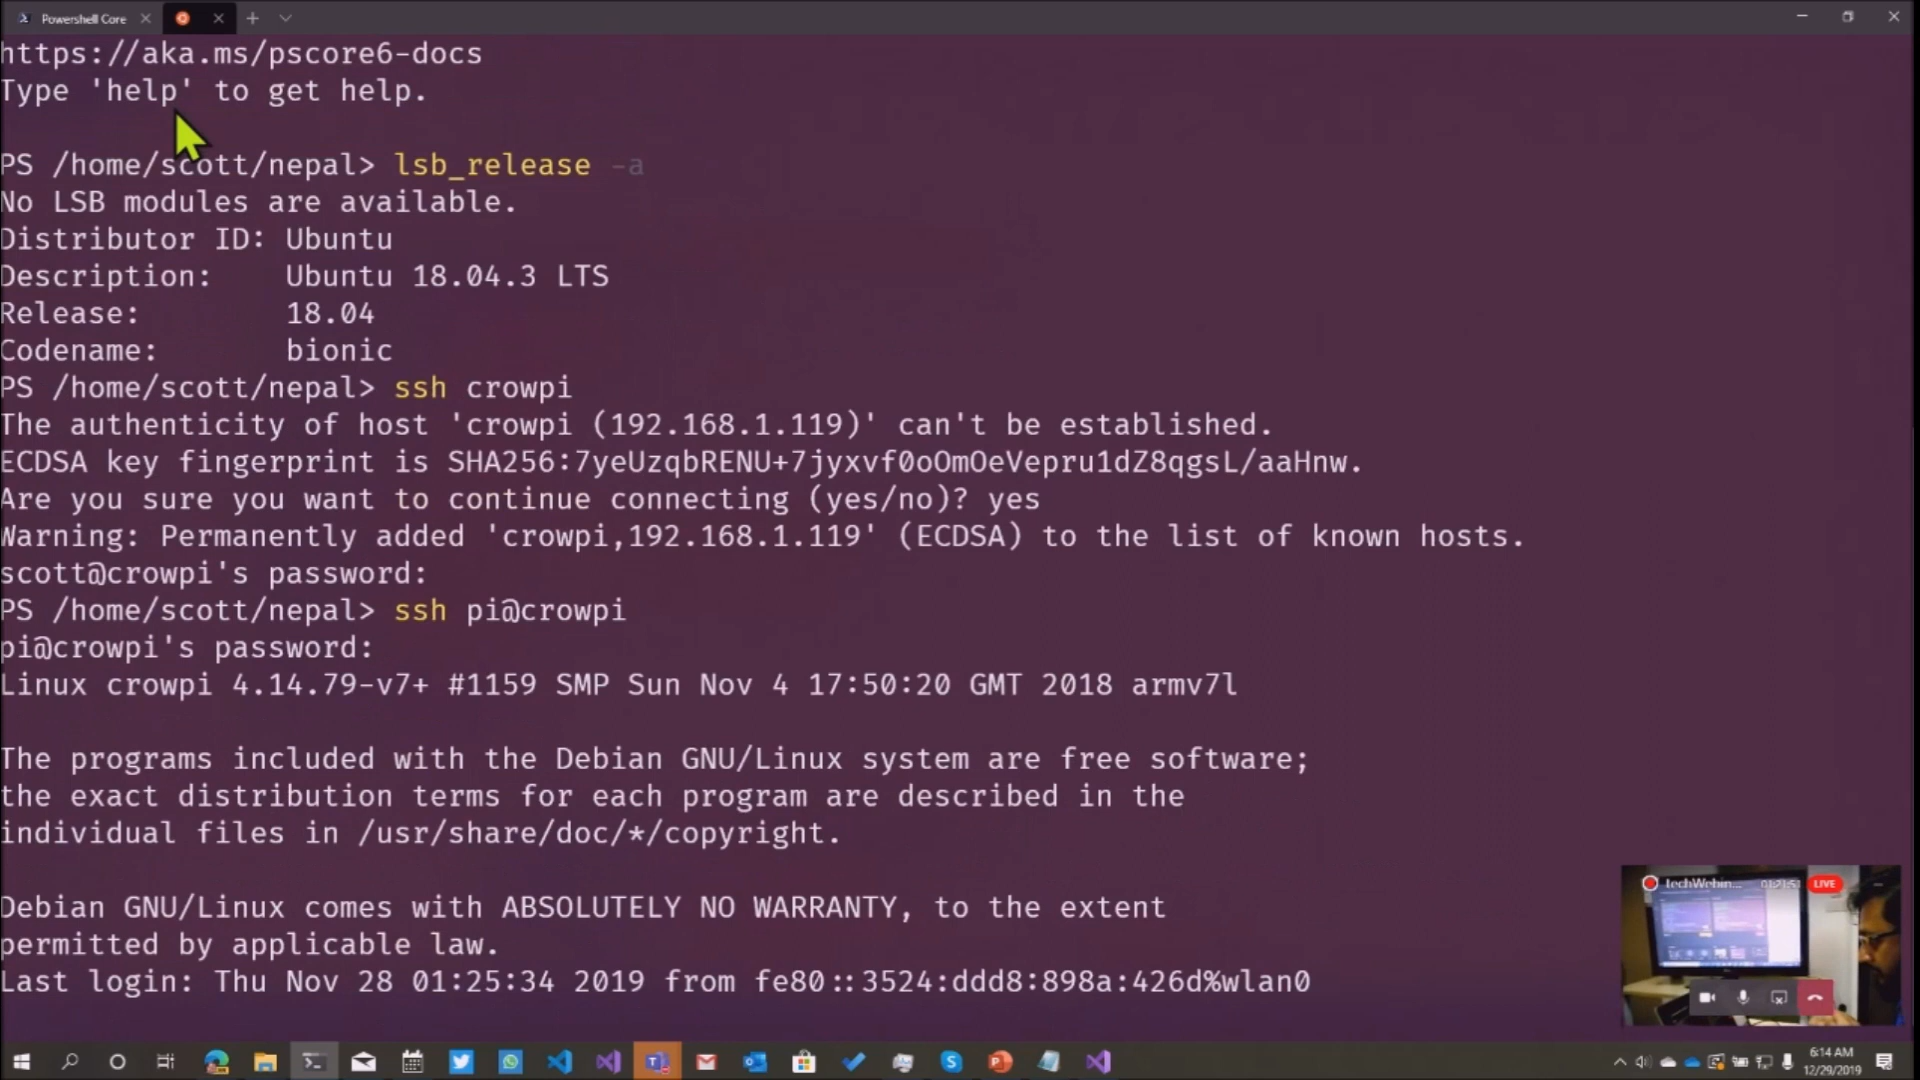 Powershell Core
https://aka.ms/pscore6-docs
Type 'help' to get help.
PS /home/scott/nepal> lsb_release -a
No LSB modules are available.
Distributor ID: Ubuntu
Description: Ubuntu 18.04.3 LTS
Release: 18.04
Codename: bionic
PS /home/scott/nepal> ssh crowpi
The authenticity of host 'crowpi (192.168.1.119)' can't be established.
ECDSA key fingerprint is SHA256:7yeUzqbRENU+7jyxvf0oOmOeVepru1dZ8qgsL/aaHnw.
Are you sure you want to continue connecting (yes/no)? yes
Warning: Permanently added 'crowpi,192.168.1.119' (ECDSA) to the list of known hosts.
scott@crowpi's password:
PS /home/scott/nepal> ssh pi@crowpi
pi@crowpi's password:
Linux crowpi 4.14.79-v7+ #1159 SMP Sun Nov 4 17:50:20 GMT 2018 armv7l
The programs included with the Debian GNU/Linux system are free software;
the exact distribution terms for each program are described in the
individual files in /usr/share/doc/*/copyright.
Debian GNU/Linux comes with ABSOLUTELY NO WARRANTY, to the extent
permitted by applicable law.
Last login: Thu Nov 28 01:25:34 2019 from fe80::3524:ddd8:898a:426d%wlan0
techWebin... 01:21:51 LIVE
6:14 AM
12/29/2019